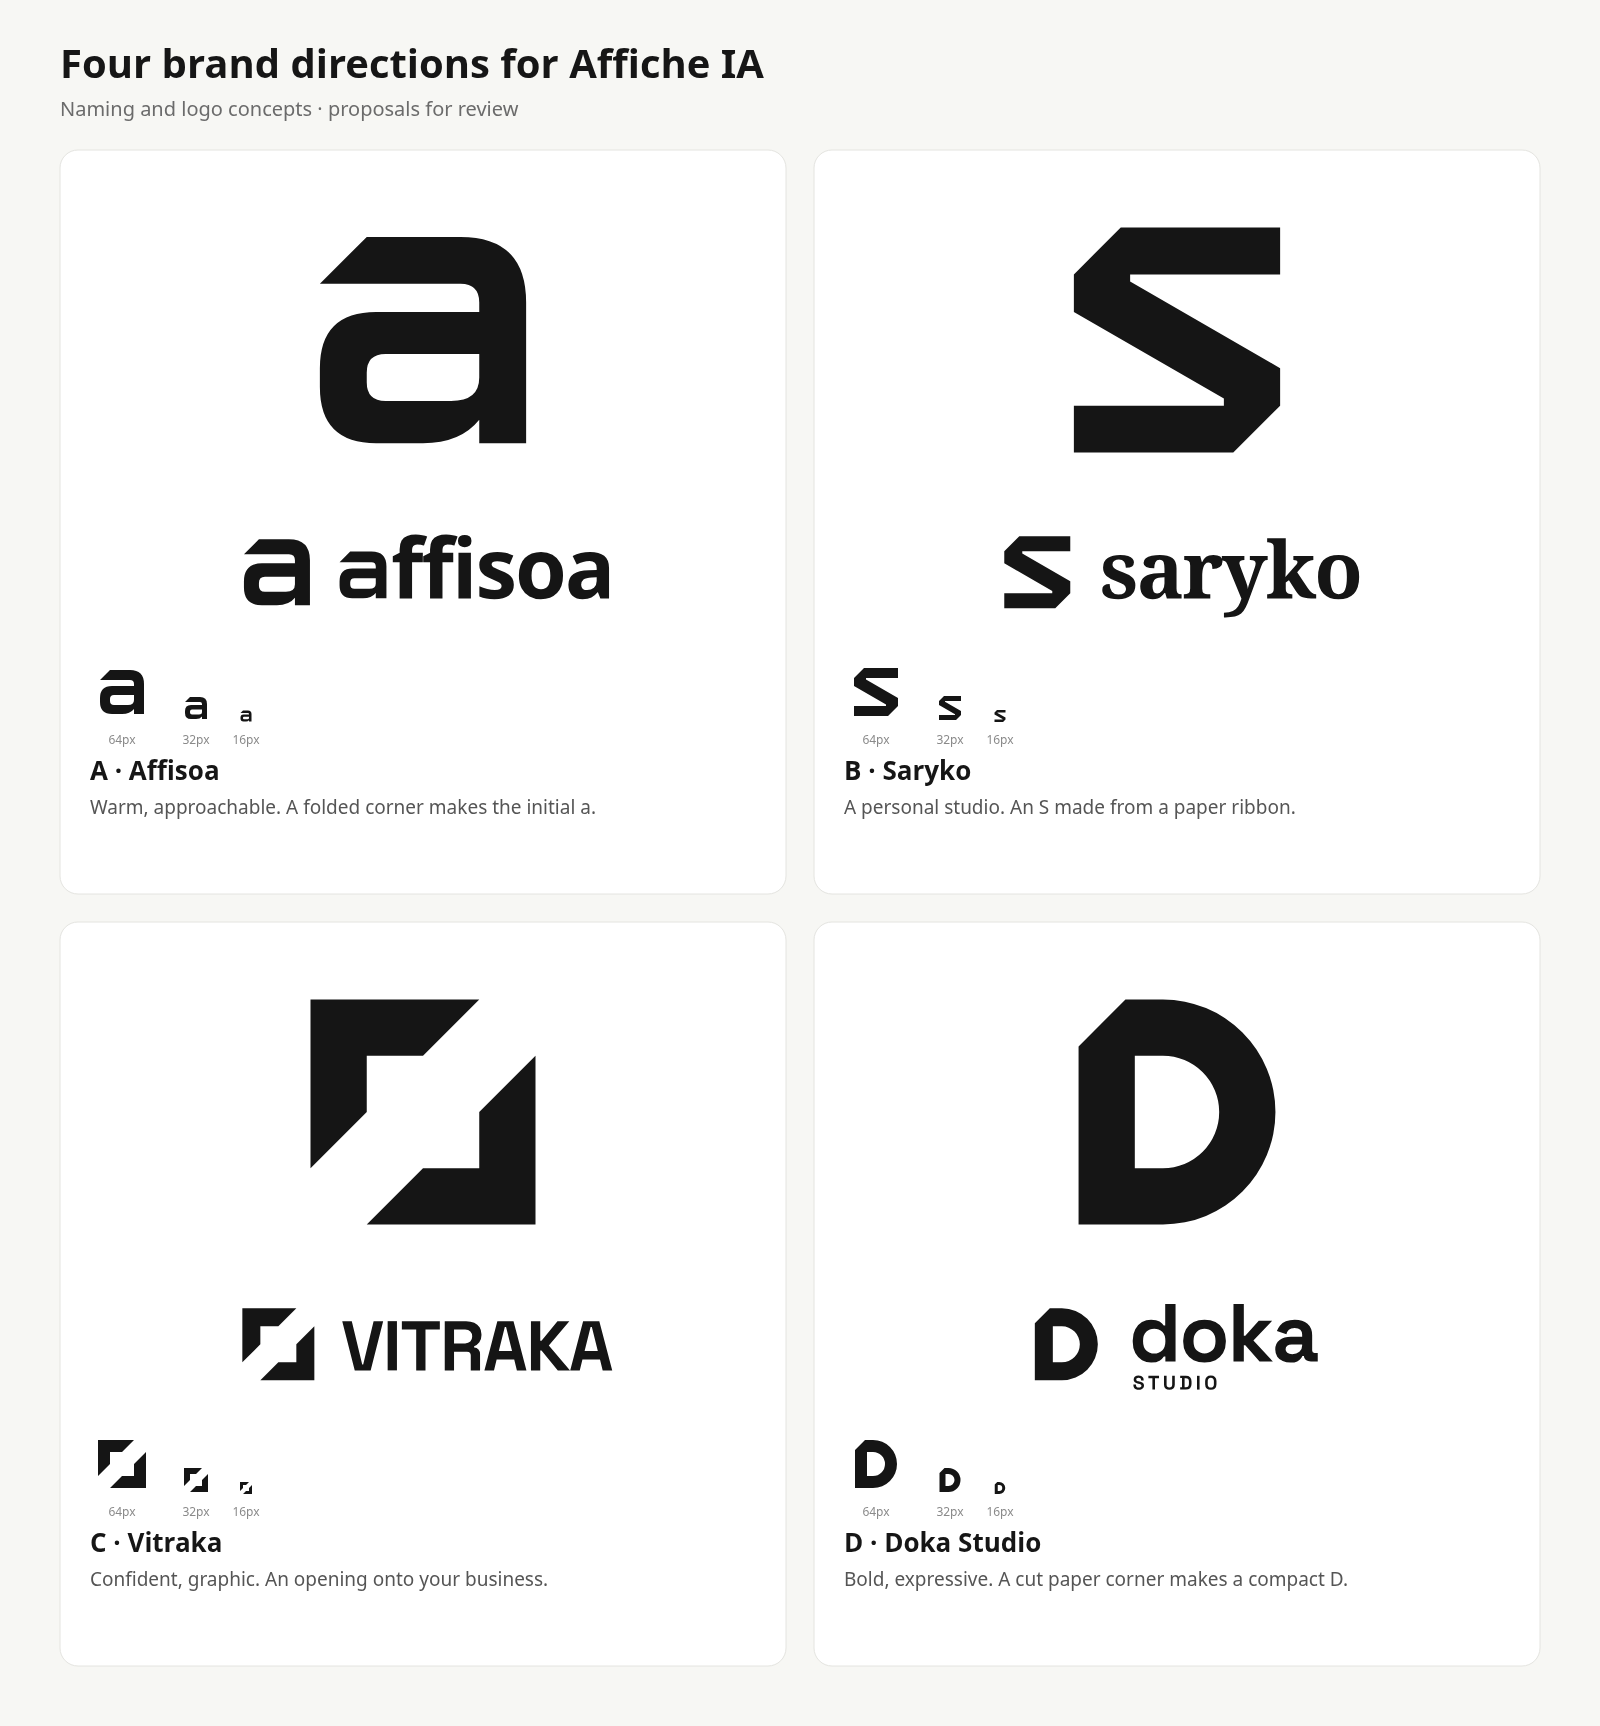 Four brand directions for Affiche IA
Naming and logo concepts · proposals for review
a
a affisoa
a a a
64px 32px 16px
A · Affisoa
Warm, approachable. A folded corner makes the initial a.
S
S saryko
S S S
64px 32px 16px
B · Saryko
A personal studio. An S made from a paper ribbon.
VITRAKA
64px 32px 16px
C · Vitraka
Confident, graphic. An opening onto your business.
D
D doka
STUDIO
D D D
64px 32px 16px
D · Doka Studio
Bold, expressive. A cut paper corner makes a compact D.